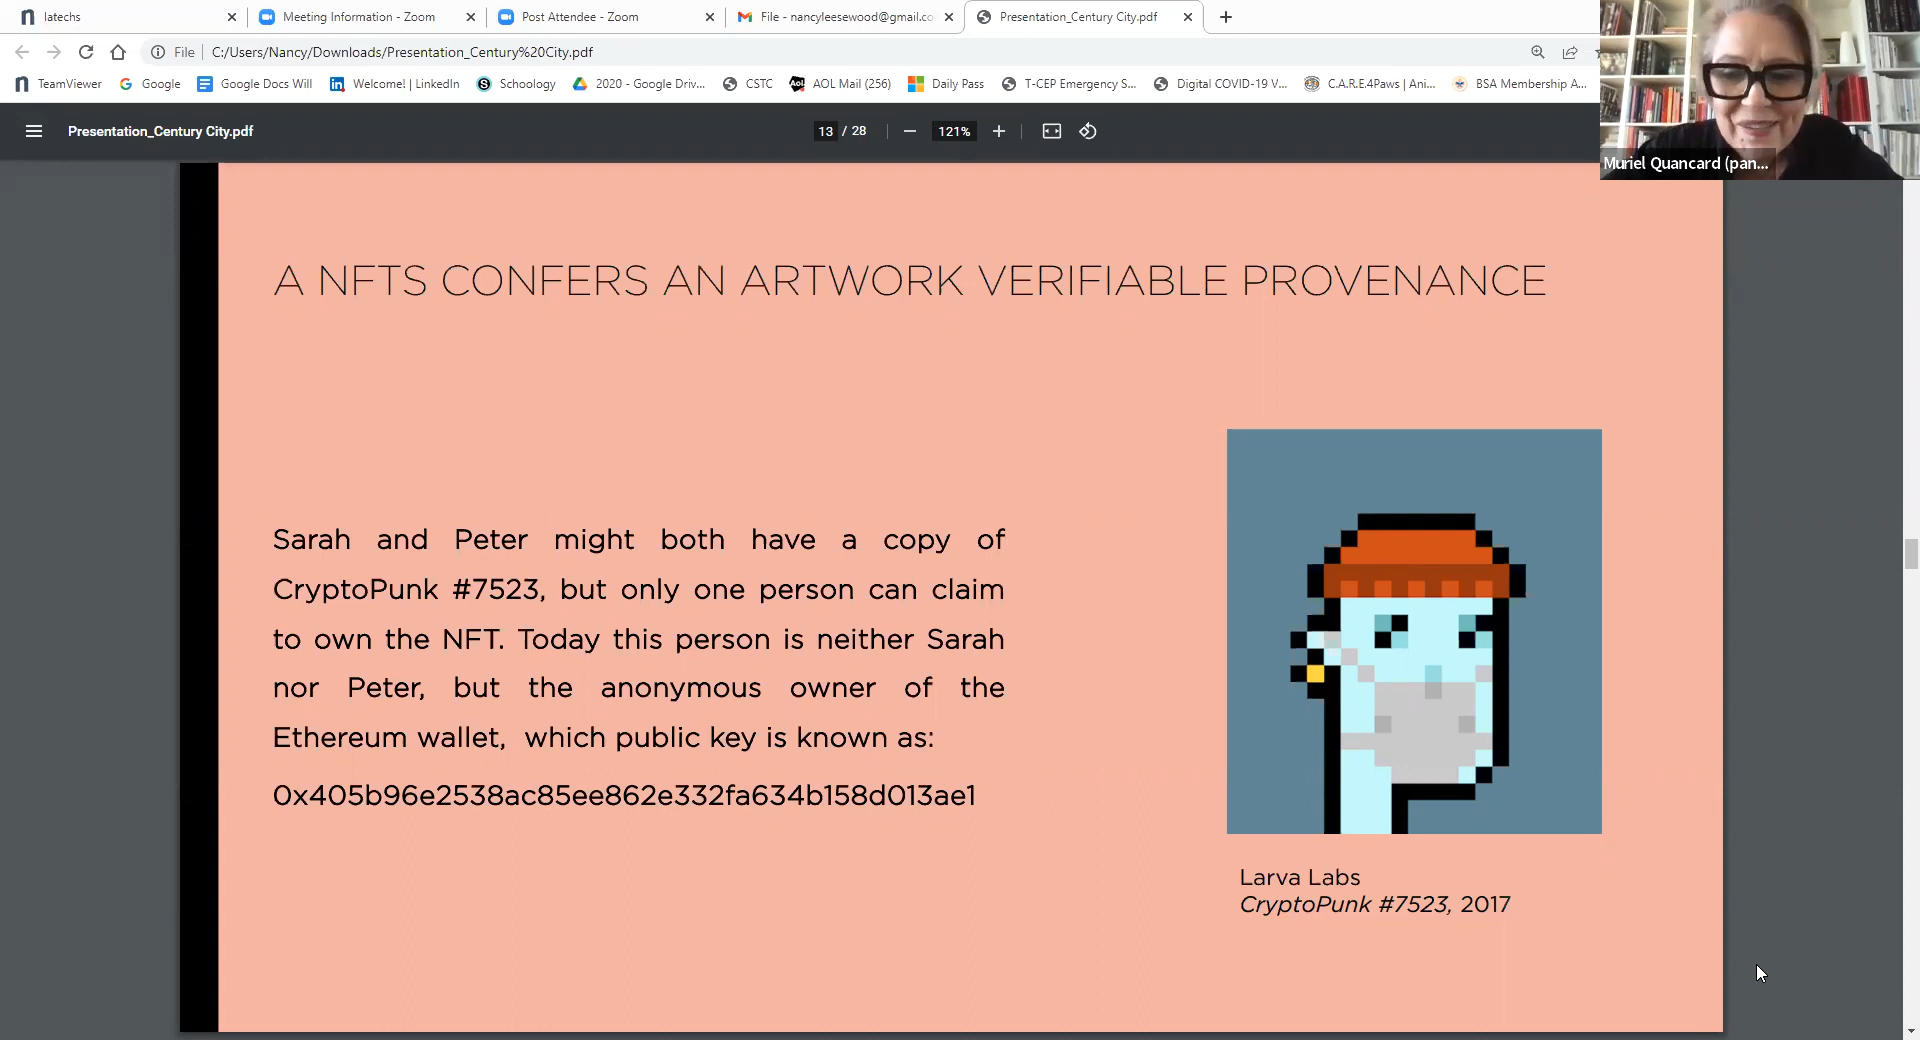 latechs
Meeting Information - Zoom
Post Attendee - Zoom
File - nancyleesewood@gmail.co
Presentation_Century City.pdf
File
C:/Users/Nancy/Downloads/Presentation_Century%20City.pdf
TeamViewer
Google
Google Docs Will
Welcome! | LinkedIn
Schoology
2020 - Google Driv...
CSTC
AOL Mail (256)
Daily Pass
T-CEP Emergency S...
Digital COVID-19 V...
C.A.R.E.4Paws | Ani...
BSA Membership A...
Presentation_Century City.pdf
13 / 28
121%
Muriel Quancard (pan...
A NFTS CONFERS AN ARTWORK VERIFIABLE PROVENANCE
Sarah and Peter might both have a copy of
CryptoPunk #7523, but only one person can claim
to own the NFT. Today this person is neither Sarah
nor Peter, but the anonymous owner of the
Ethereum wallet, which public key is known as:
0x405b96e2538ac85ee862e332fa634b158d013ae1
Larva Labs
CryptoPunk #7523, 2017